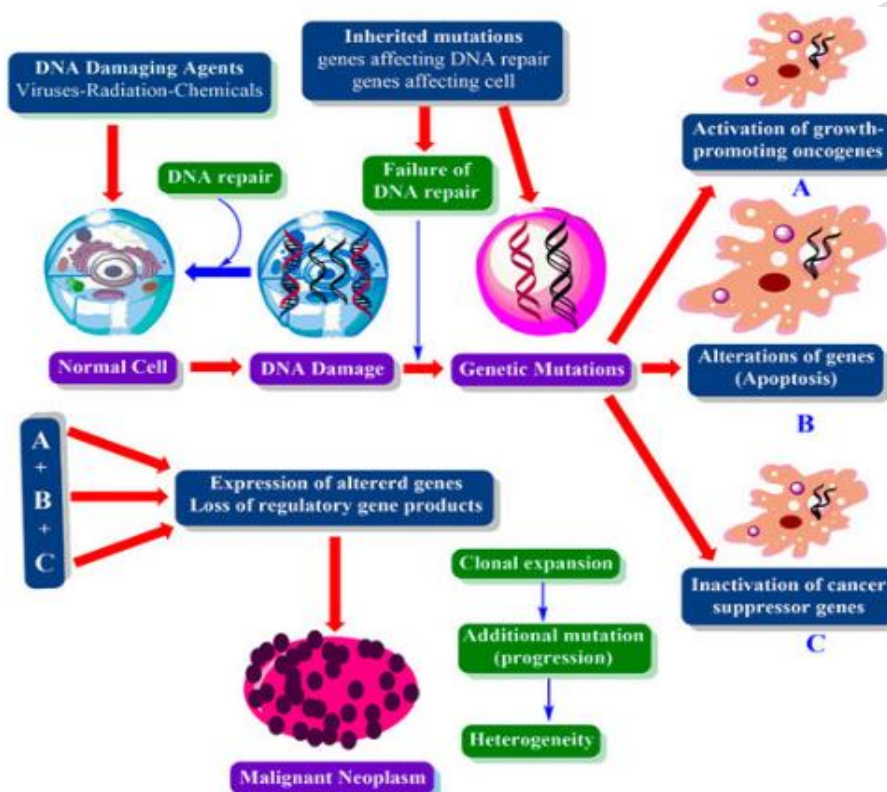 Inherited mutations
genes affecting DNA repair
genes affecting cell
DNA Damaging Agents
Viruses-Radiation-Chemicals
Activation of growth-
promoting oncogenes
A
DNA repair
Failure of
DNA repair
Normal Cell
DNA Damage
Genetic Mutations
Alterations of genes
(Apoptosis)
B
A
+
B
+
C
Expression of altererd genes
Loss of regulatory gene products
Clonal expansion
Additional mutation
(progression)
Heterogeneity
Inactivation of cancer
suppressor genes
C
Malignant Neoplasm